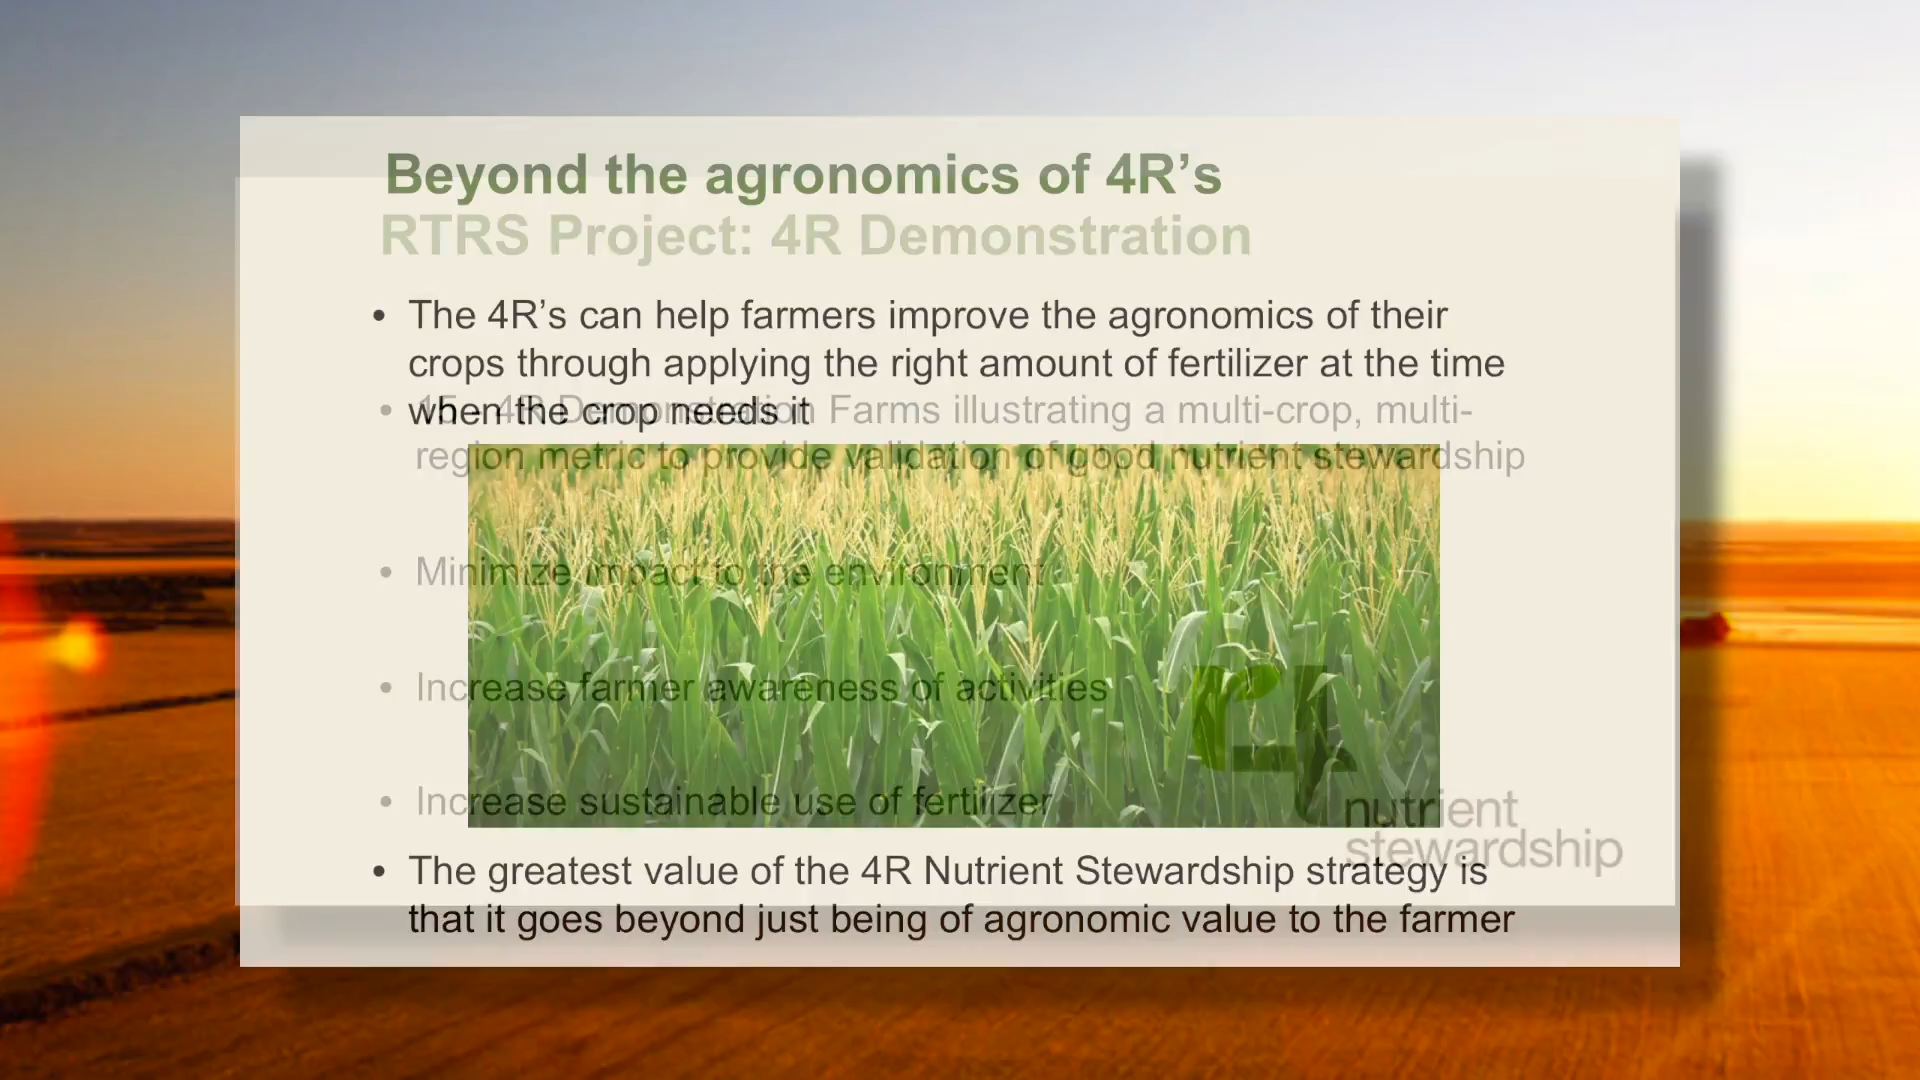 Beyond the agronomics of 4R’s
RTRS Project: 4R Demonstration
• The 4R’s can help farmers improve the agronomics of their
crops through applying the right amount of fertilizer at the time
when the crop needs it
• 15 - 4R Demonstration Farms illustrating a multi-crop, multi-
region metric to provide validation of good nutrient stewardship
• Minimize impact to the environment
• Increase farmer awareness of activities
• Increase sustainable use of fertilizer
4R
nutrient
stewardship
• The greatest value of the 4R Nutrient Stewardship strategy is
that it goes beyond just being of agronomic value to the farmer